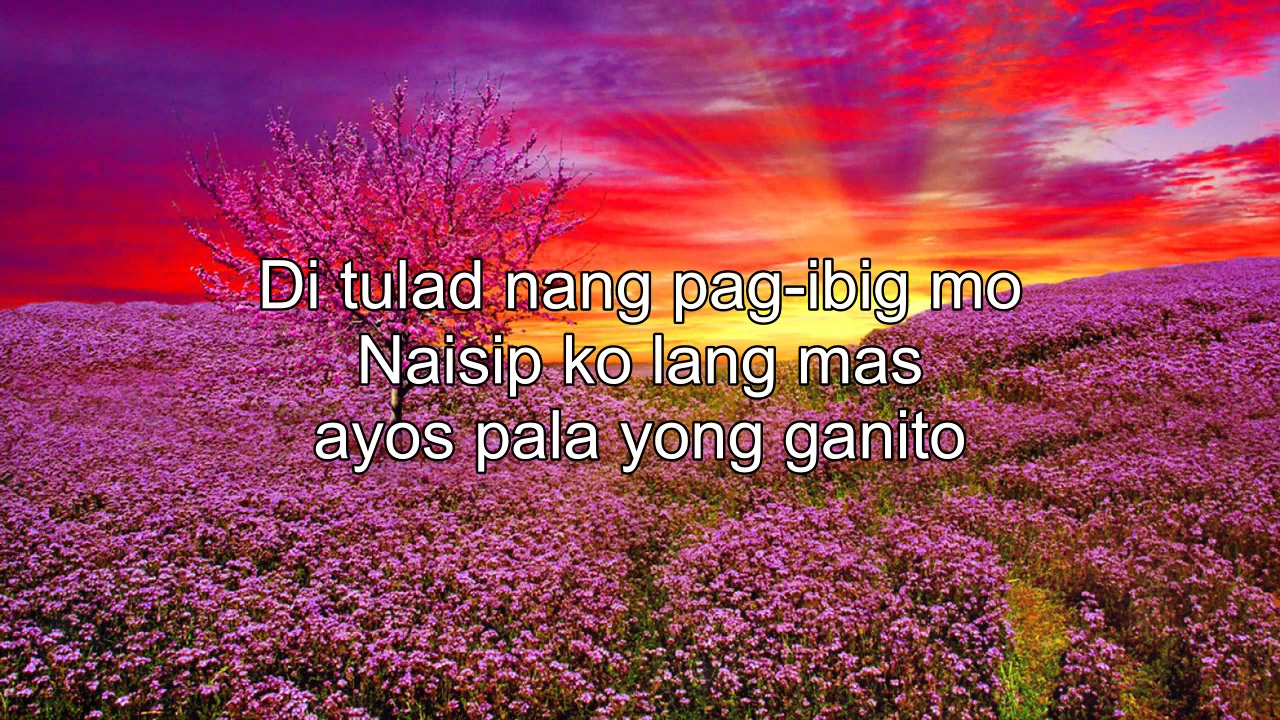 Di tulad nang pag-ibig mo
Naisip ko lang mas
ayos pala yong ganito